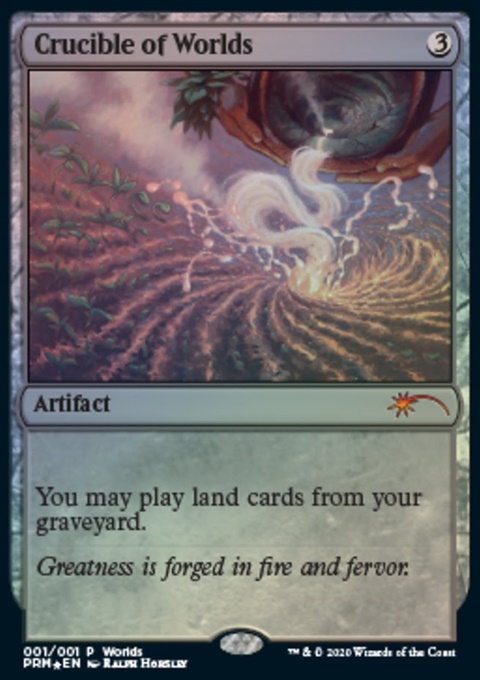 Crucible of Worlds 3
Artifact
You may play land cards from your
graveyard.
Greatness is forged in fire and fervor.
001/001 P Worlds
PRM★EN Ralph Horsley
™ & © 2020 Wizards of the Coast